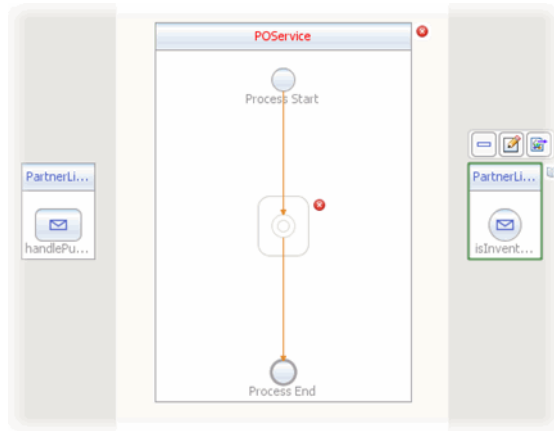 POService
Process Start
PartnerLi...
handlePu...
PartnerLi...
isInvent...
Process End